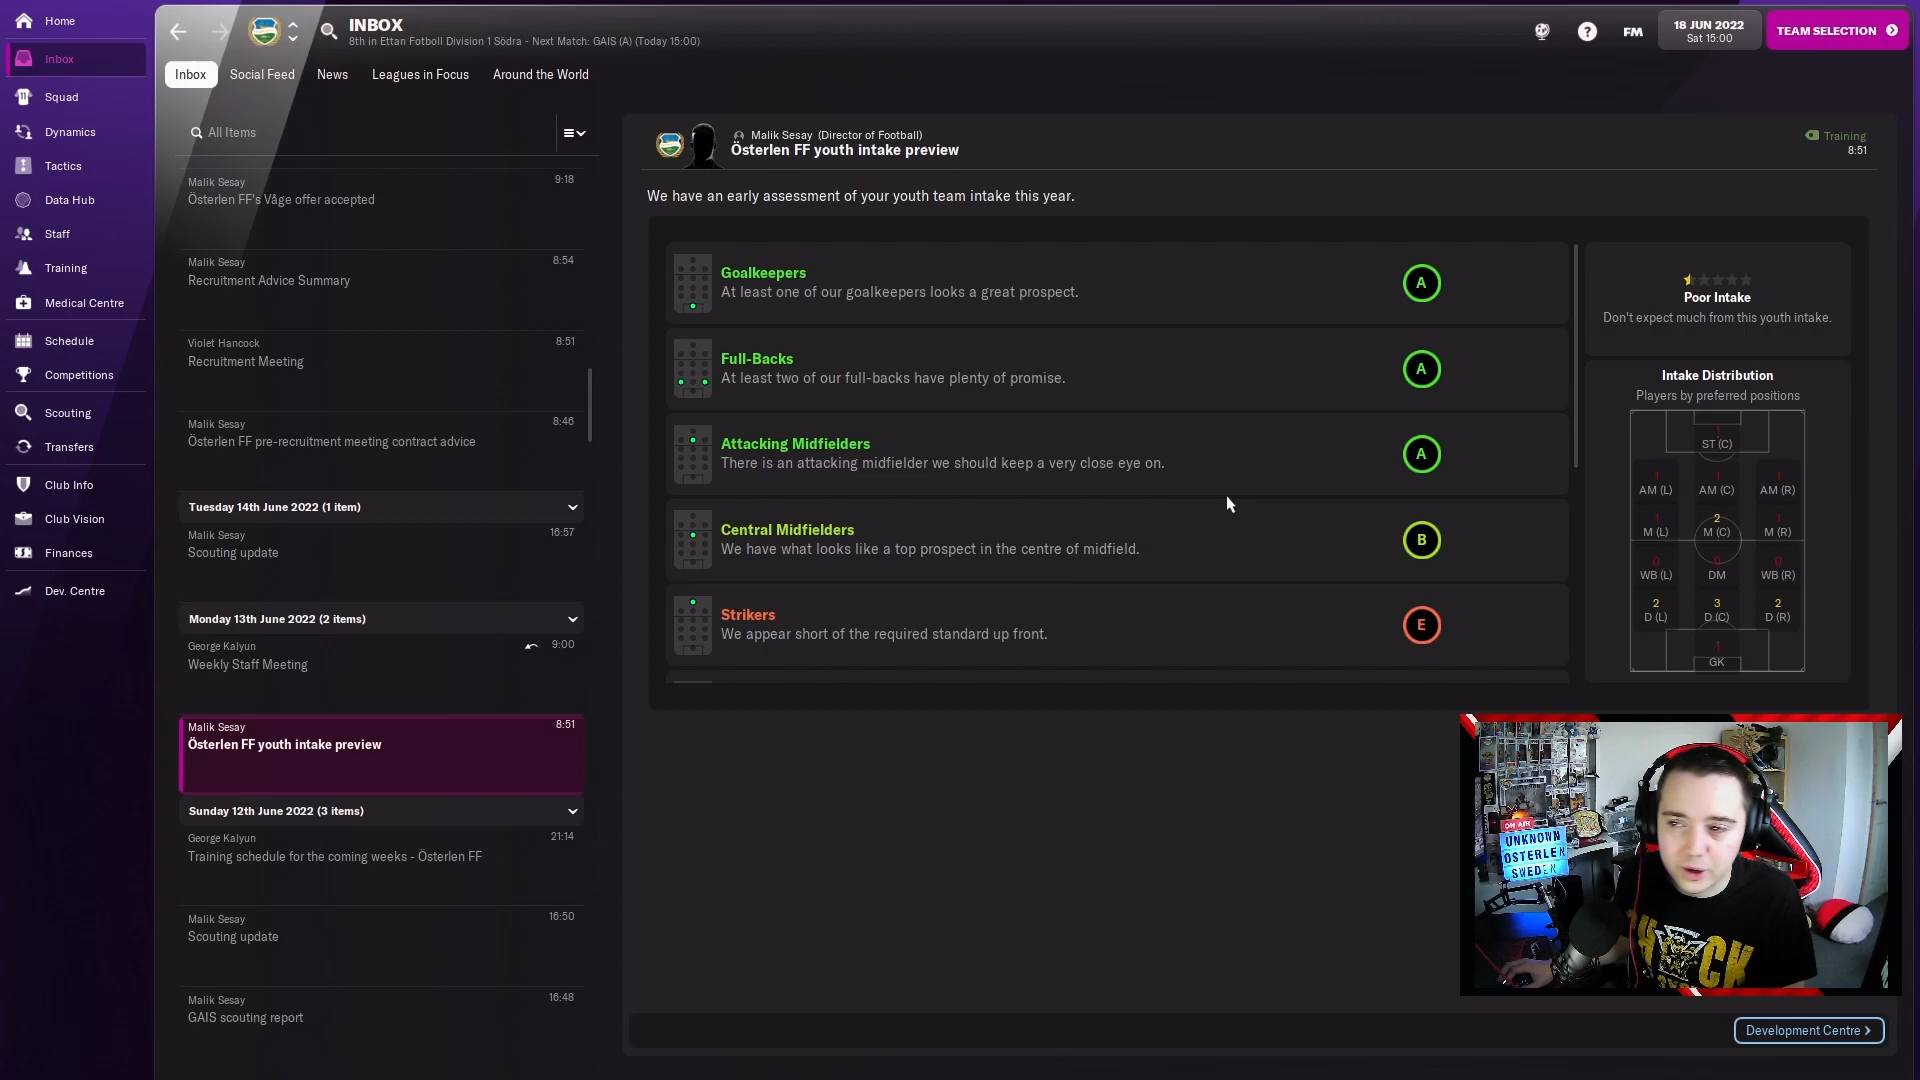 Home
Inbox
Squad
Dynamics
Tactics
Data Hub
Staff
Training
Medical Centre
Schedule
Competitions
Scouting
Transfers
Club Info
Club Vision
Finances
Dev. Centre
INBOX
8th in Ettan Fotboll Division 1 Södra - Next Match: GAIS (A) (Today 15:00)
?
FM
18 JUN 2022
Sat 15:00
TEAM SELECTION
Inbox
Social Feed
News
Leagues in Focus
Around the World
All Items
Malik Sesay 9:18
Österlen FF's Våge offer accepted
Malik Sesay 8:54
Recruitment Advice Summary
Violet Hancock 8:51
Recruitment Meeting
Malik Sesay 8:46
Österlen FF pre-recruitment meeting contract advice
Tuesday 14th June 2022 (1 item)
Malik Sesay 16:57
Scouting update
Monday 13th June 2022 (2 items)
George Kalyun 9:00
Weekly Staff Meeting
Malik Sesay 8:51
Österlen FF youth intake preview
Sunday 12th June 2022 (3 items)
George Kalyun 21:14
Training schedule for the coming weeks - Österlen FF
Malik Sesay 16:50
Scouting update
Malik Sesay 16:48
GAIS scouting report
Malik Sesay (Director of Football)
Österlen FF youth intake preview
Training
8:51
We have an early assessment of your youth team intake this year.
Goalkeepers
At least one of our goalkeepers looks a great prospect.
A
Full-Backs
At least two of our full-backs have plenty of promise.
A
Attacking Midfielders
There is an attacking midfielder we should keep a very close eye on.
A
Central Midfielders
We have what looks like a top prospect in the centre of midfield.
B
Strikers
We appear short of the required standard up front.
E
Poor Intake
Don't expect much from this youth intake.
Intake Distribution
Players by preferred positions
1
ST (C)
1 1 1
AM (L) AM (C) AM (R)
1 2 1
M (L) M (C) M (R)
0 0 0
WB (L) DM WB (R)
2 3 2
D (L) D (C) D (R)
1
GK
ON AIR
UNKNOWN
OSTERLEN
SWEDEN
Development Centre